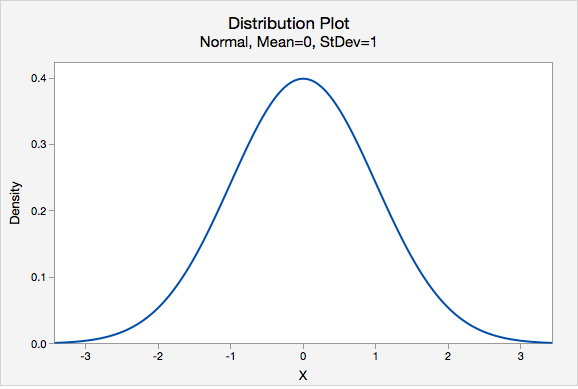 Distribution Plot
Normal, Mean=0, StDev=1
0.4
0.3
0.2
0.1
0.0
Density
-3 -2 -1 0 1 2 3
X